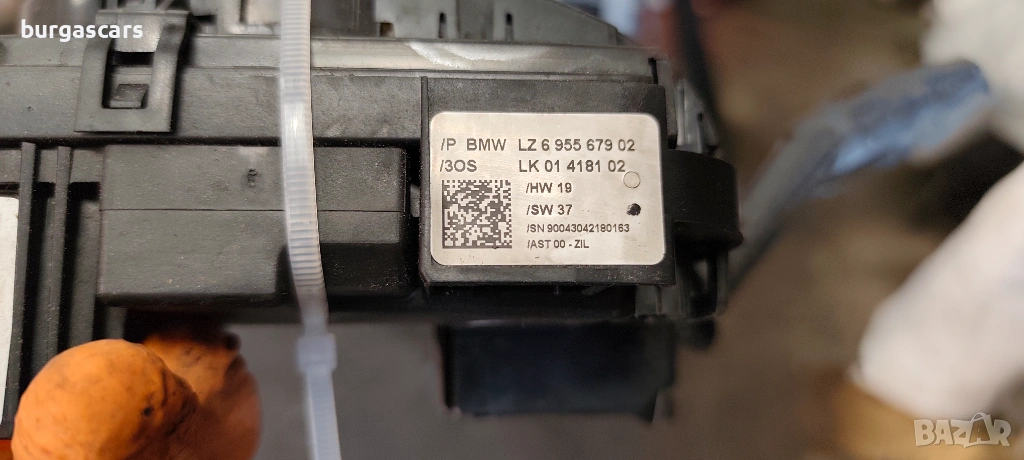 burgascars
/P BMW LZ 6 955 679 02
/3OS LK 01 4181 02
/HW 19
/SW 37
/SN 90043042180163
/AST 00 - ZIL
BAZAR